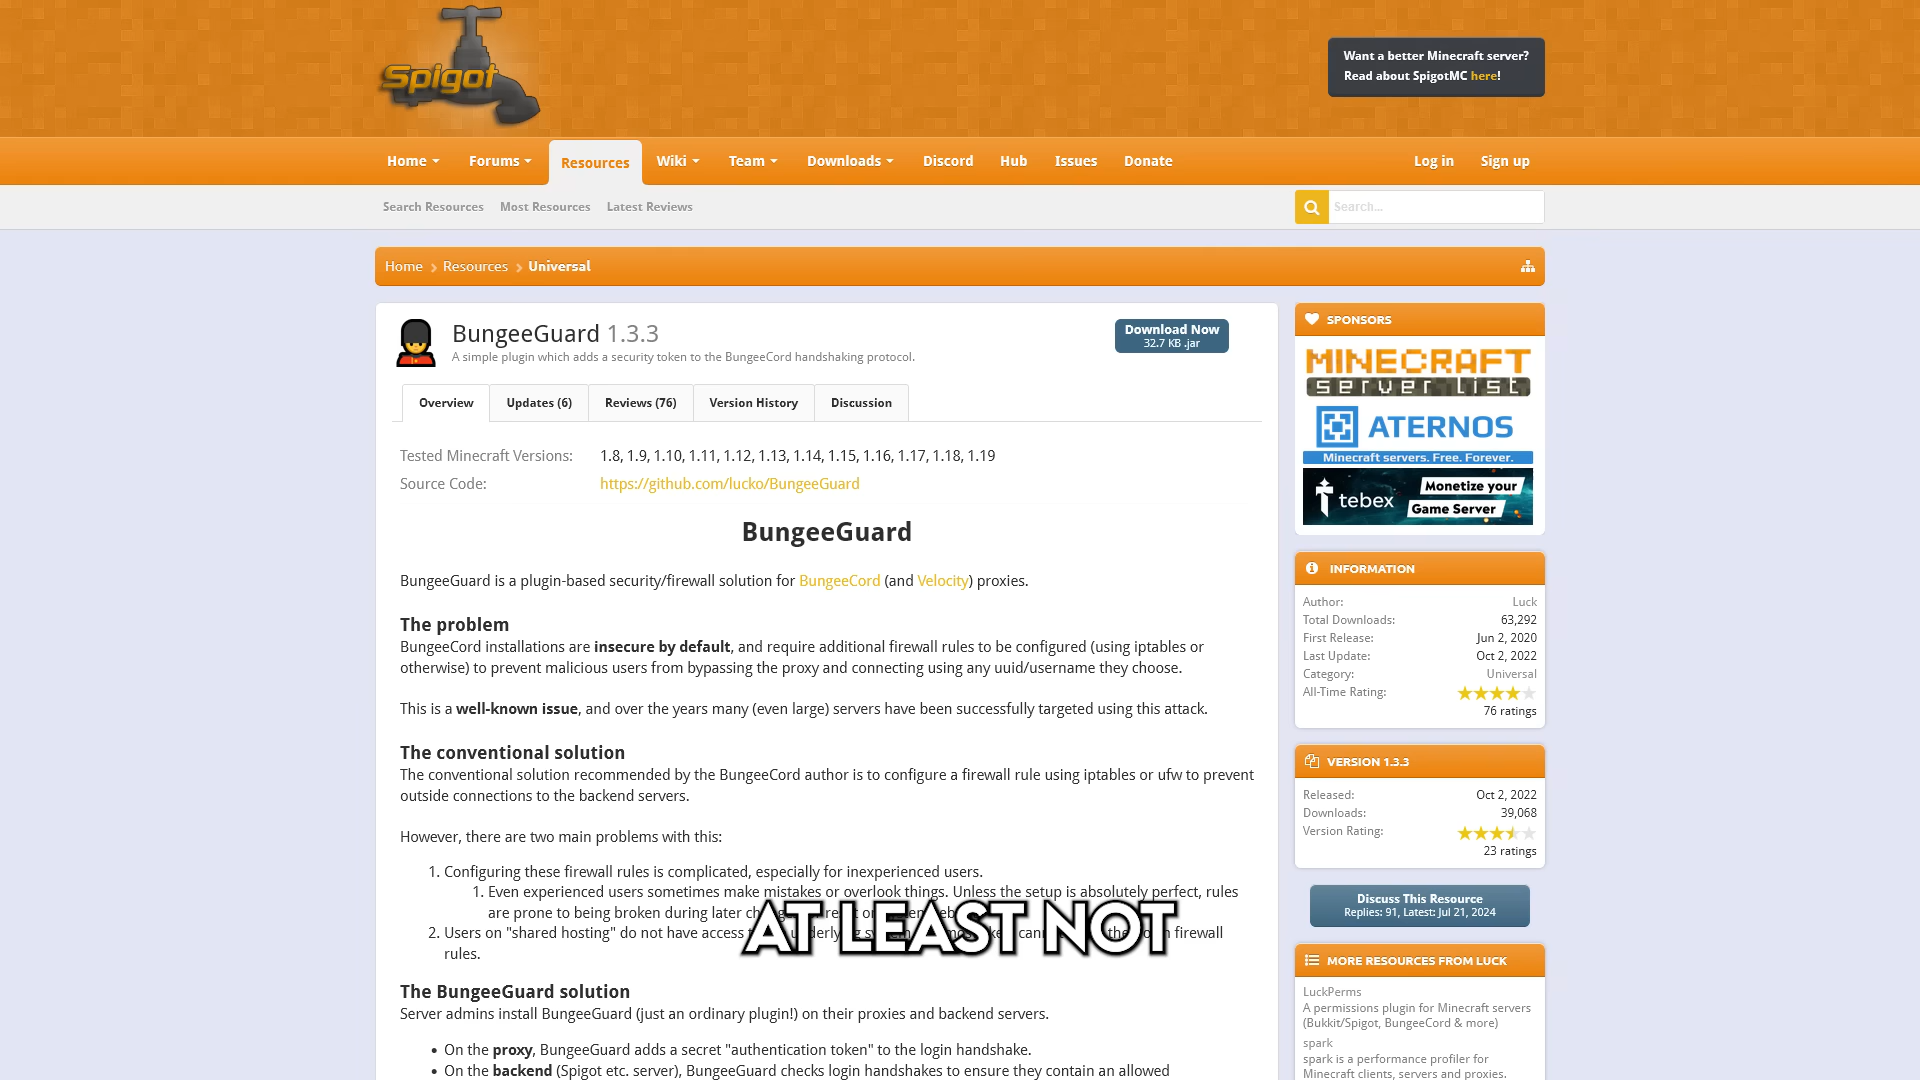 Spigot
Want a better Minecraft server?
Read about SpigotMC here!
Home Forums Resources Wiki Team Downloads Discord Hub Issues Donate Log in Sign up
Search Resources Most Resources Latest Reviews Search...
Home Resources Universal
BungeeGuard 1.3.3
A simple plugin which adds a security token to the BungeeCord handshaking protocol.
Download Now
32.7 KB .jar
Overview Updates (6) Reviews (76) Version History Discussion
Tested Minecraft Versions: 1.8, 1.9, 1.10, 1.11, 1.12, 1.13, 1.14, 1.15, 1.16, 1.17, 1.18, 1.19
Source Code: https://github.com/lucko/BungeeGuard
BungeeGuard
BungeeGuard is a plugin-based security/firewall solution for BungeeCord (and Velocity) proxies.
The problem
BungeeCord installations are insecure by default, and require additional firewall rules to be configured (using iptables or
otherwise) to prevent malicious users from bypassing the proxy and connecting using any uuid/username they choose.
This is a well-known issue, and over the years many (even large) servers have been successfully targeted using this attack.
The conventional solution
The conventional solution recommended by the BungeeCord author is to configure a firewall rule using iptables or ufw to prevent
outside connections to the backend servers.
However, there are two main problems with this:
1. Configuring these firewall rules is complicated, especially for inexperienced users.
1. Even experienced users sometimes make mistakes or overlook things. Unless the setup is absolutely perfect, rules
are prone to being broken during later
2. Users on "shared hosting" do not have access firewall
rules.
AT LEAST NOT
The BungeeGuard solution
Server admins install BungeeGuard (just an ordinary plugin!) on their proxies and backend servers.
• On the proxy, BungeeGuard adds a secret "authentication token" to the login handshake.
• On the backend (Spigot etc. server), BungeeGuard checks login handshakes to ensure they contain an allowed
SPONSORS
MINECRAFT
server list
ATERNOS
Minecraft servers. Free. Forever.
tebex Monetize your
Game Server
INFORMATION
Author: Luck
Total Downloads: 63,292
First Release: Jun 2, 2020
Last Update: Oct 2, 2022
Category: Universal
All-Time Rating:
76 ratings
VERSION 1.3.3
Released: Oct 2, 2022
Downloads: 39,068
Version Rating:
23 ratings
Discuss This Resource
Replies: 91, Latest: Jul 21, 2024
MORE RESOURCES FROM LUCK
LuckPerms
A permissions plugin for Minecraft servers
(Bukkit/Spigot, BungeeCord & more)
spark
spark is a performance profiler for
Minecraft clients, servers and proxies.